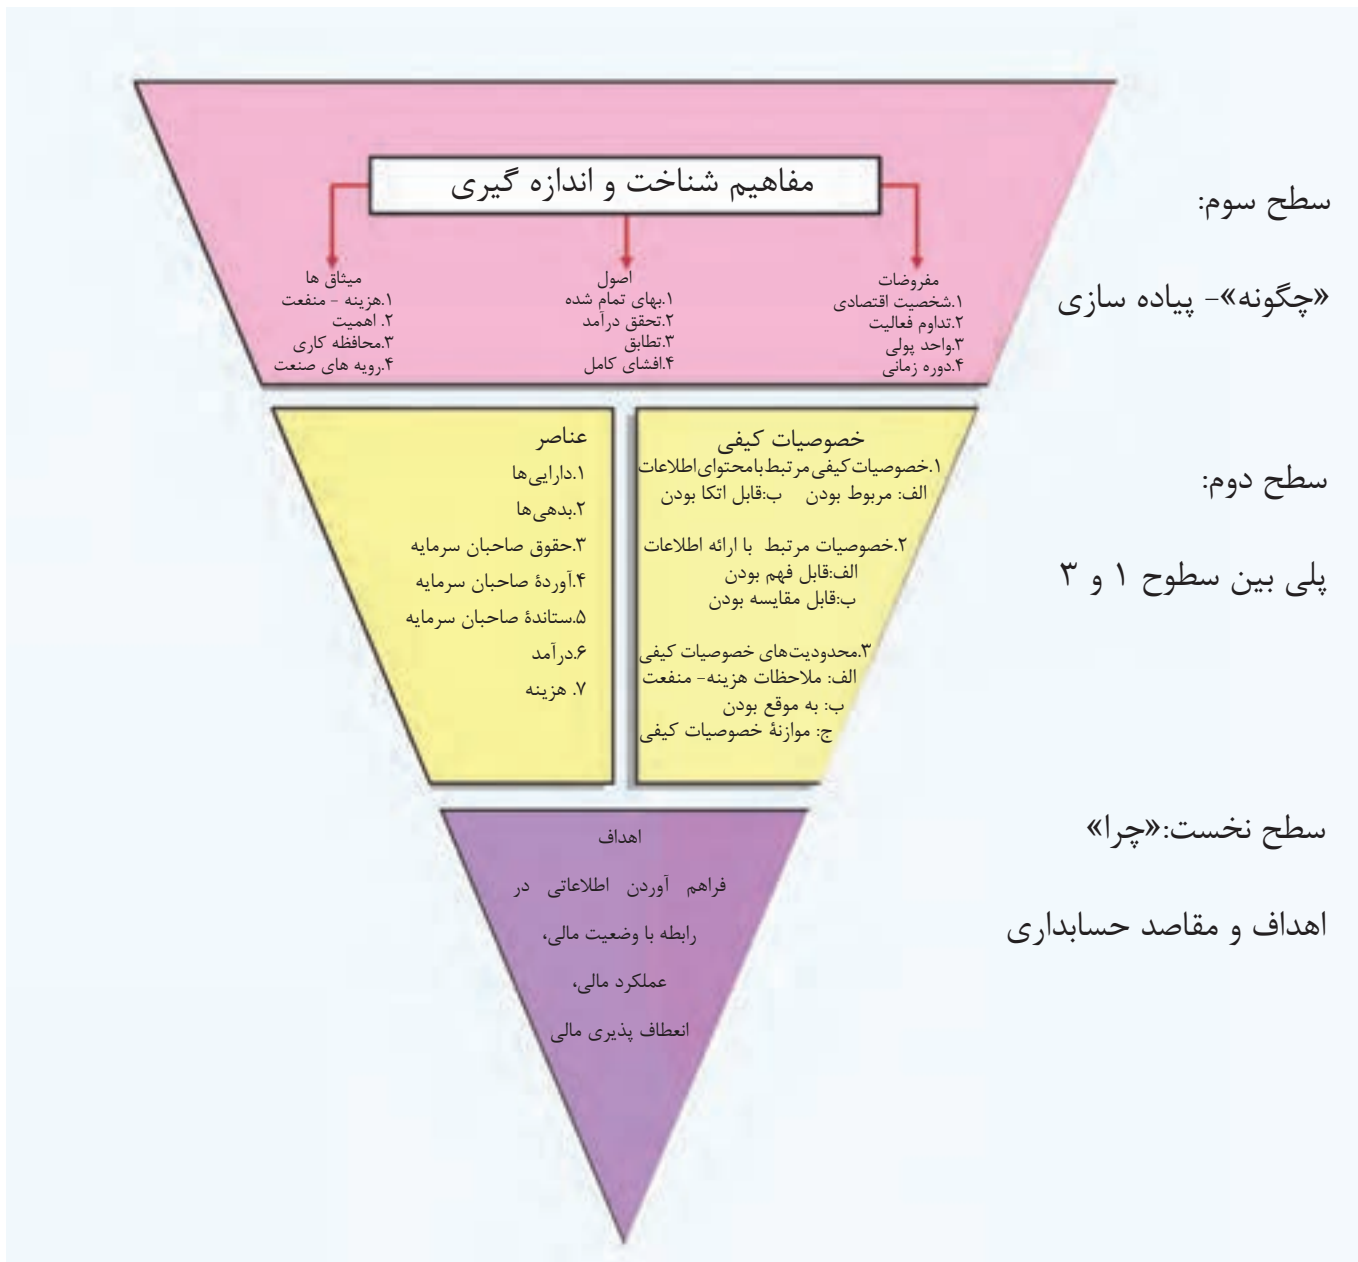 مفاهیم شناخت و اندازه گیری
مفروضات
۱.شخصیت اقتصادی
۲.تداوم فعالیت
۳.واحد پولی
۴.دوره زمانی
اصول
۱.بهای تمام شده
۲.تحقق درآمد
۳.تطابق
۴.افشای کامل
میثاق ها
۱.هزینه - منفعت
۲. اهمیت
۳.محافظه کاری
۴.رویه های صنعت
سطح سوم:
«چگونه»- پیاده سازی
خصوصیات کیفی
۱.خصوصیات کیفی مرتبط با محتوای اطلاعات
الف: مربوط بودن ب:قابل اتکا بودن
۲.خصوصیات مرتبط با ارائه اطلاعات
الف:قابل فهم بودن
ب:قابل مقایسه بودن
۳.محدودیت‌های خصوصیات کیفی
الف: ملاحظات هزینه- منفعت
ب: به موقع بودن
ج: موازنهٔ خصوصیات کیفی
عناصر
۱.دارایی‌ها
۲.بدهی‌ها
۳.حقوق صاحبان سرمایه
۴.آوردهٔ صاحبان سرمایه
۵.ستاندهٔ صاحبان سرمایه
۶.درآمد
۷. هزینه
سطح دوم:
پلی بین سطوح ۱ و ۳
اهداف
فراهم آوردن اطلاعاتی در
رابطه با وضعیت مالی،
عملکرد مالی،
انعطاف پذیری مالی
سطح نخست:«چرا»
اهداف و مقاصد حسابداری